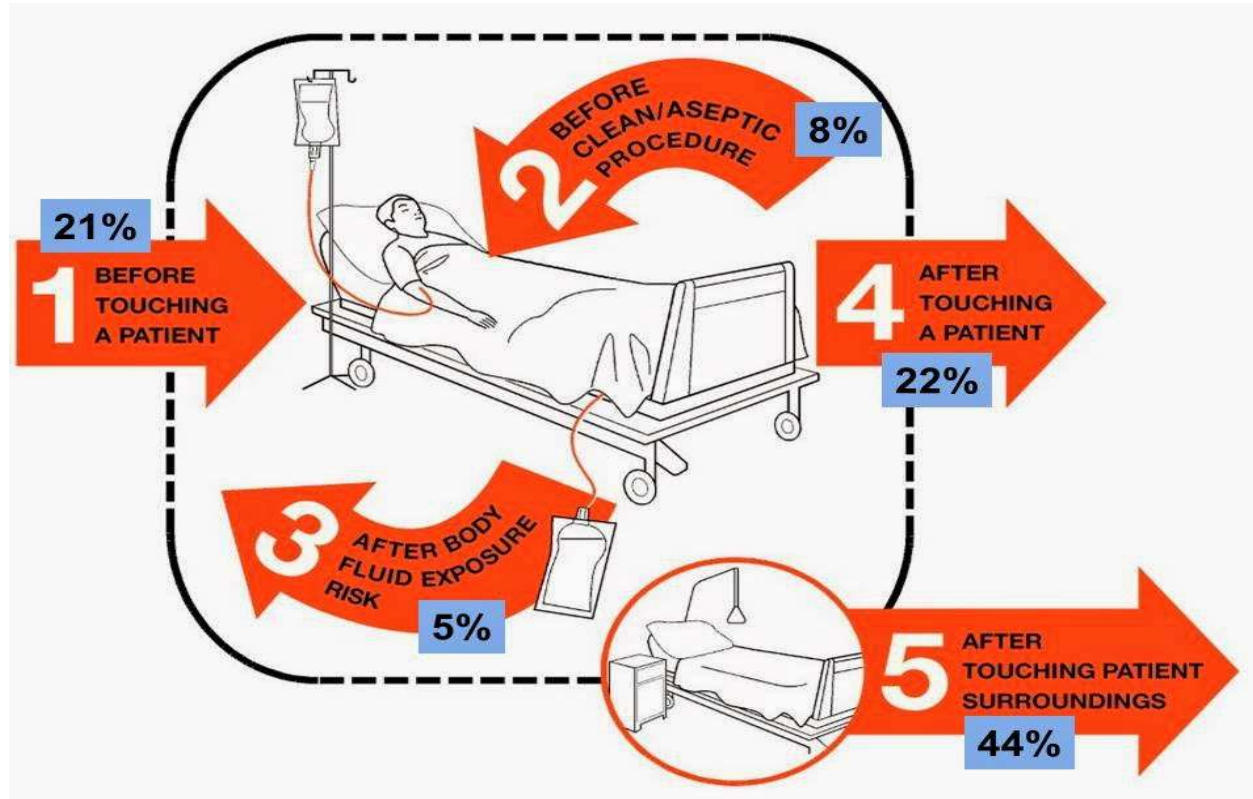 21%
1
BEFORE
TOUCHING
A PATIENT
2
BEFORE
CLEAN/ASEPTIC
PROCEDURE
8%
3
AFTER BODY
FLUID EXPOSURE
RISK
5%
4
AFTER
TOUCHING
A PATIENT
22%
5
AFTER
TOUCHING PATIENT
SURROUNDINGS
44%